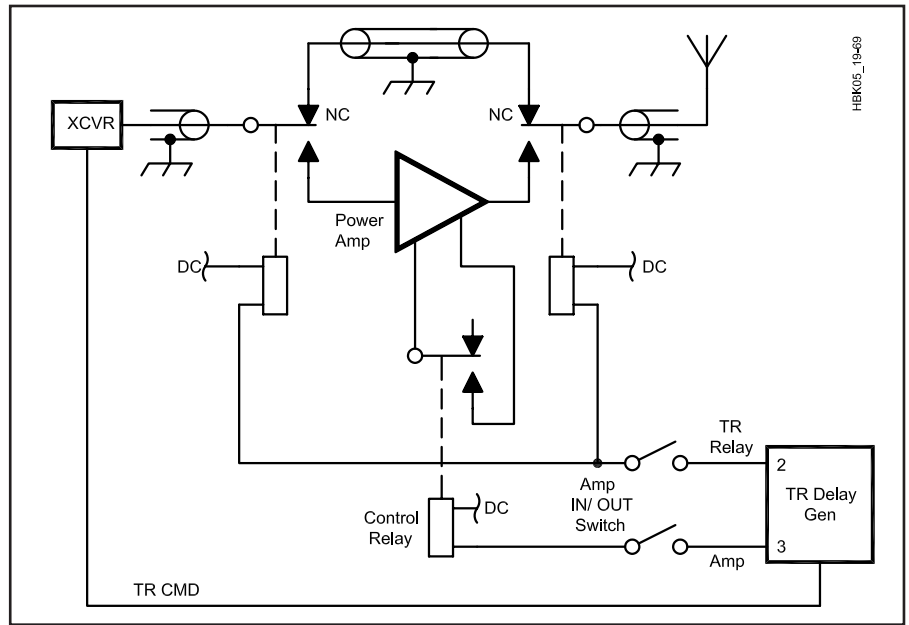 HBK05_19-69
XCVR
NC
NC
Power
Amp
DC
DC
TR
Relay
2
TR Delay
Gen
Amp
IN/ OUT
Switch
DC
Control
Relay
3
Amp
TR CMD